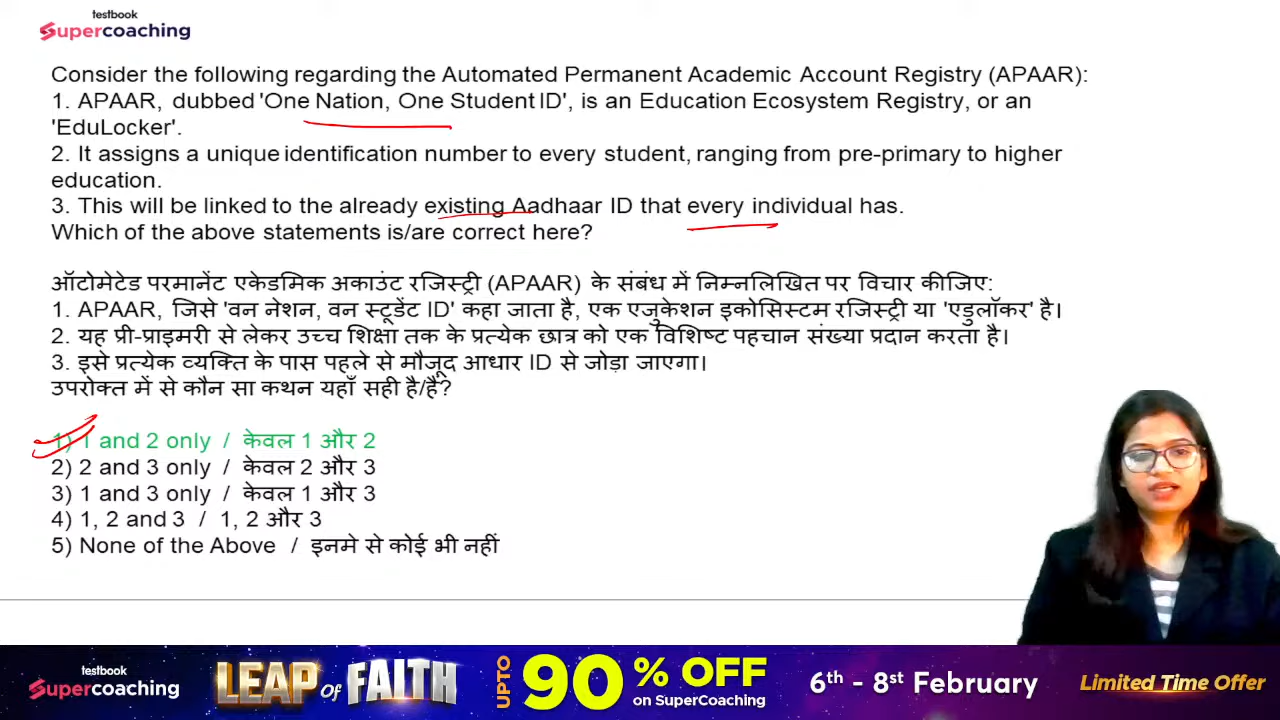 testbook
Supercoaching
Consider the following regarding the Automated Permanent Academic Account Registry (APAAR):
1. APAAR, dubbed 'One Nation, One Student ID', is an Education Ecosystem Registry, or an
'EduLocker'.
2. It assigns a unique identification number to every student, ranging from pre-primary to higher
education.
3. This will be linked to the already existing Aadhaar ID that every individual has.
Which of the above statements is/are correct here?
ऑटोमेटेड परमानेंट एकेडमिक अकाउंट रजिस्ट्री (APAAR) के संबंध में निम्नलिखित पर विचार कीजिए:
1. APAAR, जिसे 'वन नेशन, वन स्टूडेंट ID' कहा जाता है, एक एजुकेशन इकोसिस्टम रजिस्ट्री या 'एडुलॉकर' है।
2. यह प्री-प्राइमरी से लेकर उच्च शिक्षा तक के प्रत्येक छात्र को एक विशिष्ट पहचान संख्या प्रदान करता है।
3. इसे प्रत्येक व्यक्ति के पास पहले से मौजूद आधार ID से जोड़ा जाएगा।
उपरोक्त में से कौन सा कथन यहाँ सही है/हैं?
1) 1 and 2 only / केवल 1 और 2
2) 2 and 3 only / केवल 2 और 3
3) 1 and 3 only / केवल 1 और 3
4) 1, 2 and 3 / 1, 2 और 3
5) None of the Above / इनमे से कोई भी नहीं
testbook
Supercoaching
LEAP OF FAITH
UPTO 90% OFF
on SuperCoaching
6th - 8st February
Limited Time Offer